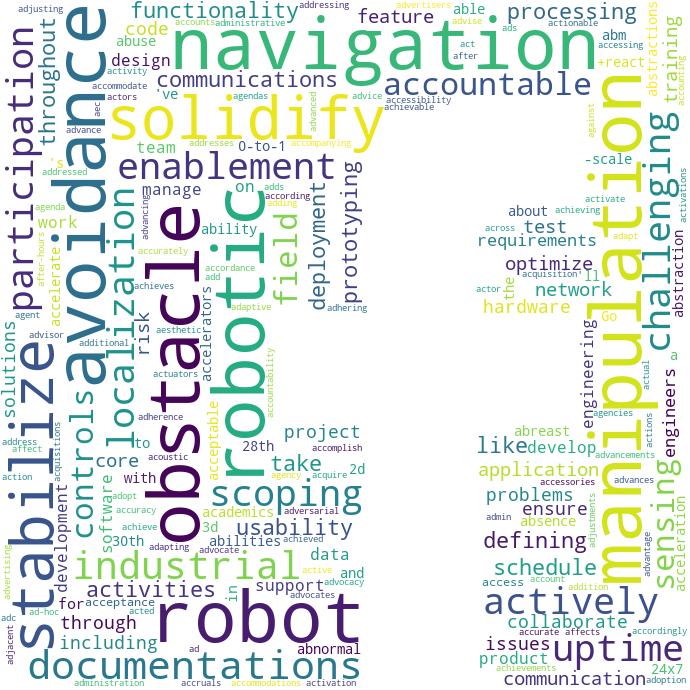 adjusting
accounts administrative
addressing
advertisers
able
processing
functionality
feature
code
abuse
throughout
avoidance
participation
design
navigation
ads
actionable
advise
act
after
abm
accessing
+react
abstractions
training
accounting
communications
accountable
activity
accommodate
actors
've
agendas
advanced
advice
accessibility
achievable
aec
advance
solidify
addresses
accompanying
against
manipulation
challenging
team
0-to-1
's
addressed
enablement
-scale
agenda
manage
advancing
obstacle
robotic
on
adds
according
adding
deployment
prototyping
activate
activations
about
achieving
work
ability
field
across
test
adapt
abstraction
requirements
after-hours
accelerate
localization
accurately
accordance
add
optimize
acquisition'
ll
the
network
achieves
adaptive
adhering
actor
hardware
Go
agent
solutions
stabilize
advisor
additional
risk
aesthetic
actuators
accelerators
accountability
engineering
actual
a
engineers
controls
adherence
acceptable
agencies
actions
address
affect
acquisitions
to
acoustic
project
abreast
28th
accomplish
like
develop
advancements
core
action
with
take
2d
agency
acquire
application
accessories
advances
sensing
adopt
accuracy
software
3d
scoping
academics
adversarial
problems
ensure
admin
absence
adjustments
advantage
acceleration
achieve
30th
adapting
usability
abilities
achieved
advocate
defining
development
advertising
industrial
data
active
and
advocacy
schedule
access
account
addition
activities
support
in
for
acceptance
acted
advocates
adc
ad-hoc
robot
actively
through
collaborate
adjacent
including
ad
abnormal
issues
accurate
affects
accordingly
uptime
documentations
product
achievements
24x7
administration
accruals
accommodations
activation
communication
adoption